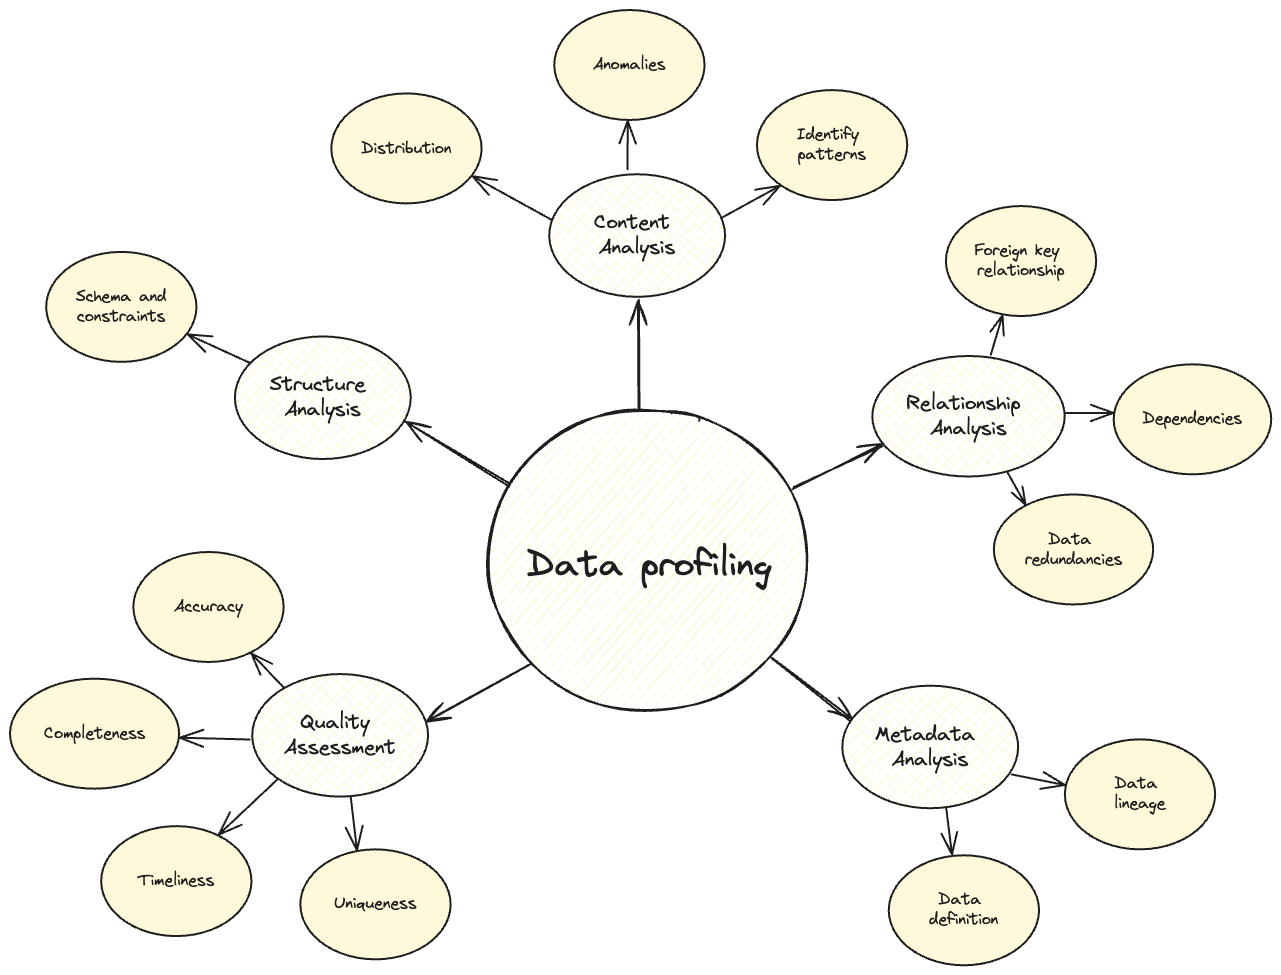 Anomalies
Distribution
Identify
patterns
Content
Analysis
Foreign key
relationship
Schema and
constraints
Structure
Analysis
Relationship
Analysis
Dependencies
Data
redundancies
Data profiling
Accuracy
Completeness
Quality
Assessment
Metadata
Analysis
Data
lineage
Timeliness
Uniqueness
Data
definition